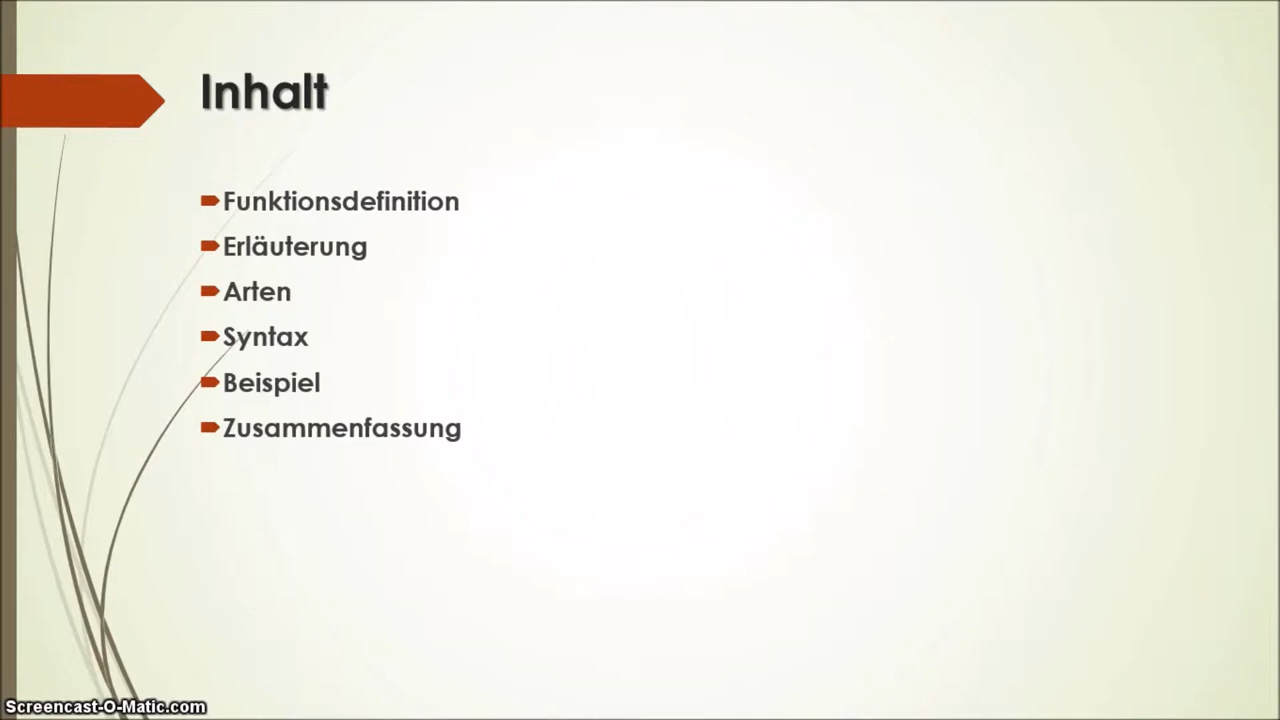 Inhalt
Funktionsdefinition
Erläuterung
Arten
Syntax
Beispiel
Zusammenfassung
Screencast-O-Matic.com